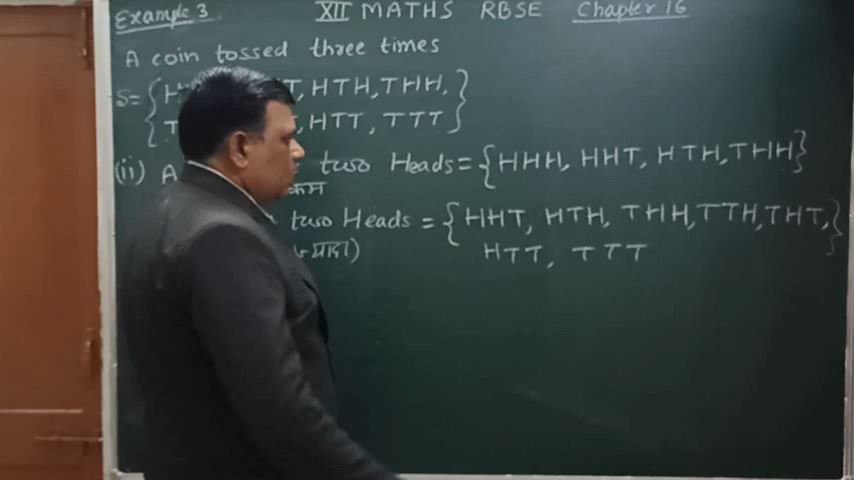 Example 3 XII MATHS RBSE Chapter 16
A coin tossed three times
S= { H T, HTH, THH,
T , HTT, TTT }
(ii) A two Heads = { HHH, HHT, HTH, THH }
कम
two Heads = { HHT, HTH, THH, TTH, THT, }
HTT, TTT